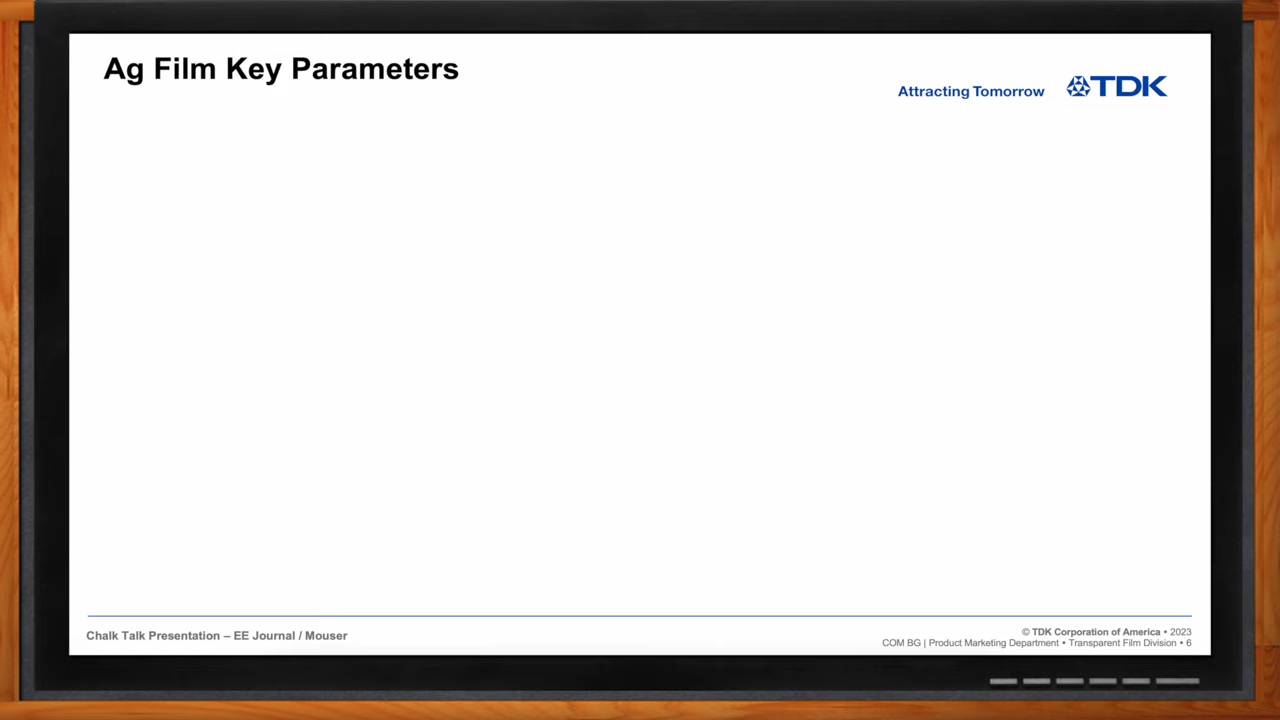 Ag Film Key Parameters
Attracting Tomorrow TDK
Chalk Talk Presentation – EE Journal / Mouser
© TDK Corporation of America • 2023
COM BG | Product Marketing Department • Transparent Film Division • 6